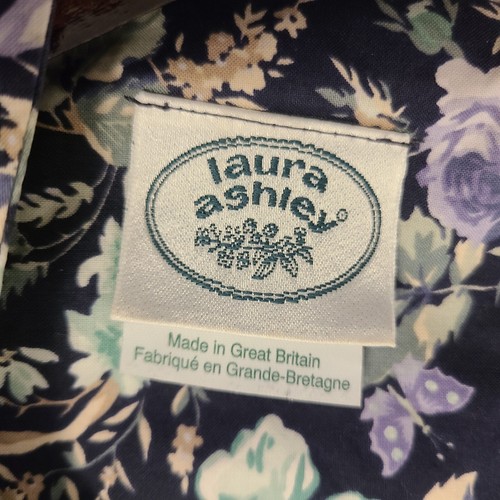 laura
ashley©
Made in Great Britain
Fabriqué en Grande-Bretagne